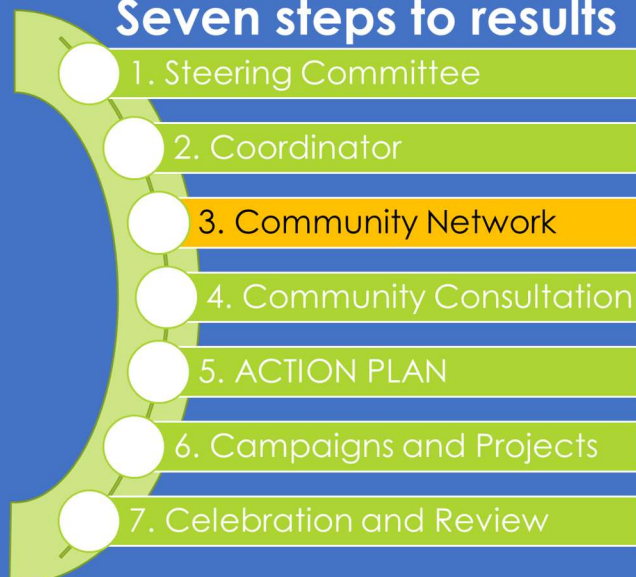 Seven steps to results
1. Steering Committee
2. Coordinator
3. Community Network
4. Community Consultation
5. ACTION PLAN
6. Campaigns and Projects
7. Celebration and Review